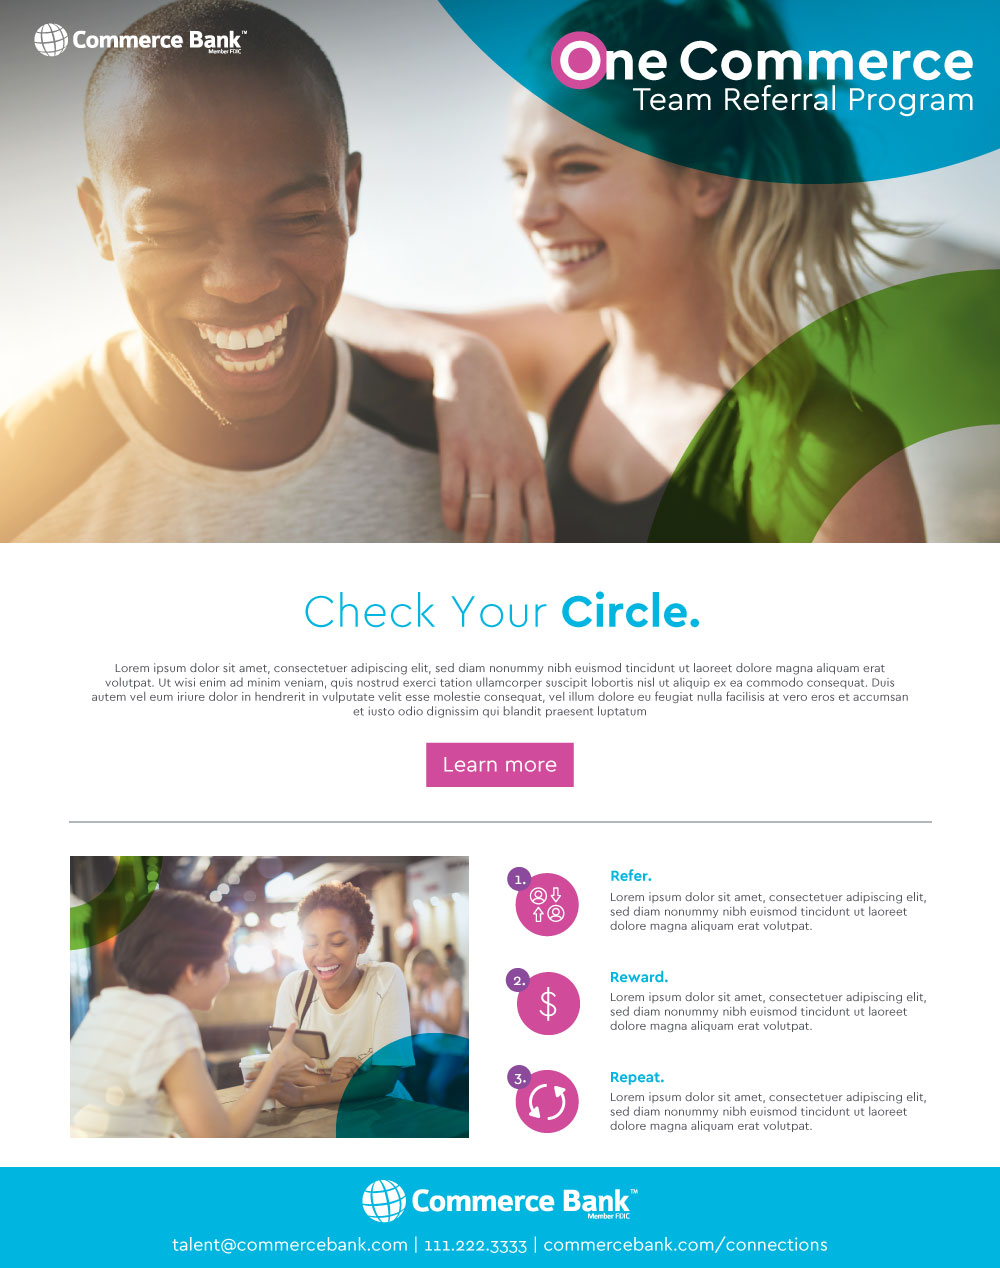 Commerce Bank™
Member FDIC
One Commerce
Team Referral Program
Check Your Circle.
Lorem ipsum dolor sit amet, consectetuer adipiscing elit, sed diam nonummy nibh euismod tincidunt ut laoreet dolore magna aliquam erat
volutpat. Ut wisi enim ad minim veniam, quis nostrud exerci tation ullamcorper suscipit lobortis nisl ut aliquip ex ea commodo consequat. Duis
autem vel eum iriure dolor in hendrerit in vulputate velit esse molestie consequat, vel illum dolore eu feugiat nulla facilisis at vero eros et accumsan
et iusto odio dignissim qui blandit praesent luptatum
Learn more
1.
Refer.
Lorem ipsum dolor sit amet, consectetuer adipiscing elit,
sed diam nonummy nibh euismod tincidunt ut laoreet
dolore magna aliquam erat volutpat.
2.
$
Reward.
Lorem ipsum dolor sit amet, consectetuer adipiscing elit,
sed diam nonummy nibh euismod tincidunt ut laoreet
dolore magna aliquam erat volutpat.
3.
Repeat.
Lorem ipsum dolor sit amet, consectetuer adipiscing elit,
sed diam nonummy nibh euismod tincidunt ut laoreet
dolore magna aliquam erat volutpat.
Commerce Bank™
Member FDIC
talent@commercebank.com | 111.222.3333 | commercebank.com/connections